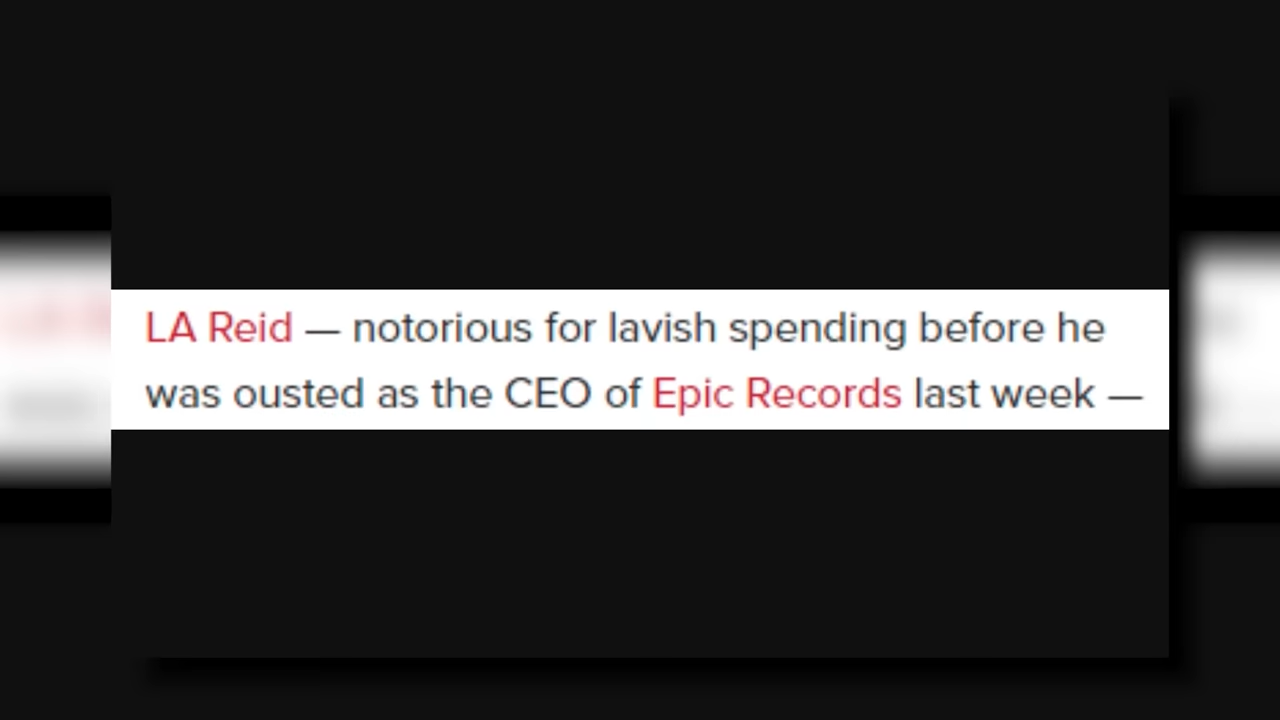 LA Reid — notorious for lavish spending before he
was ousted as the CEO of Epic Records last week —